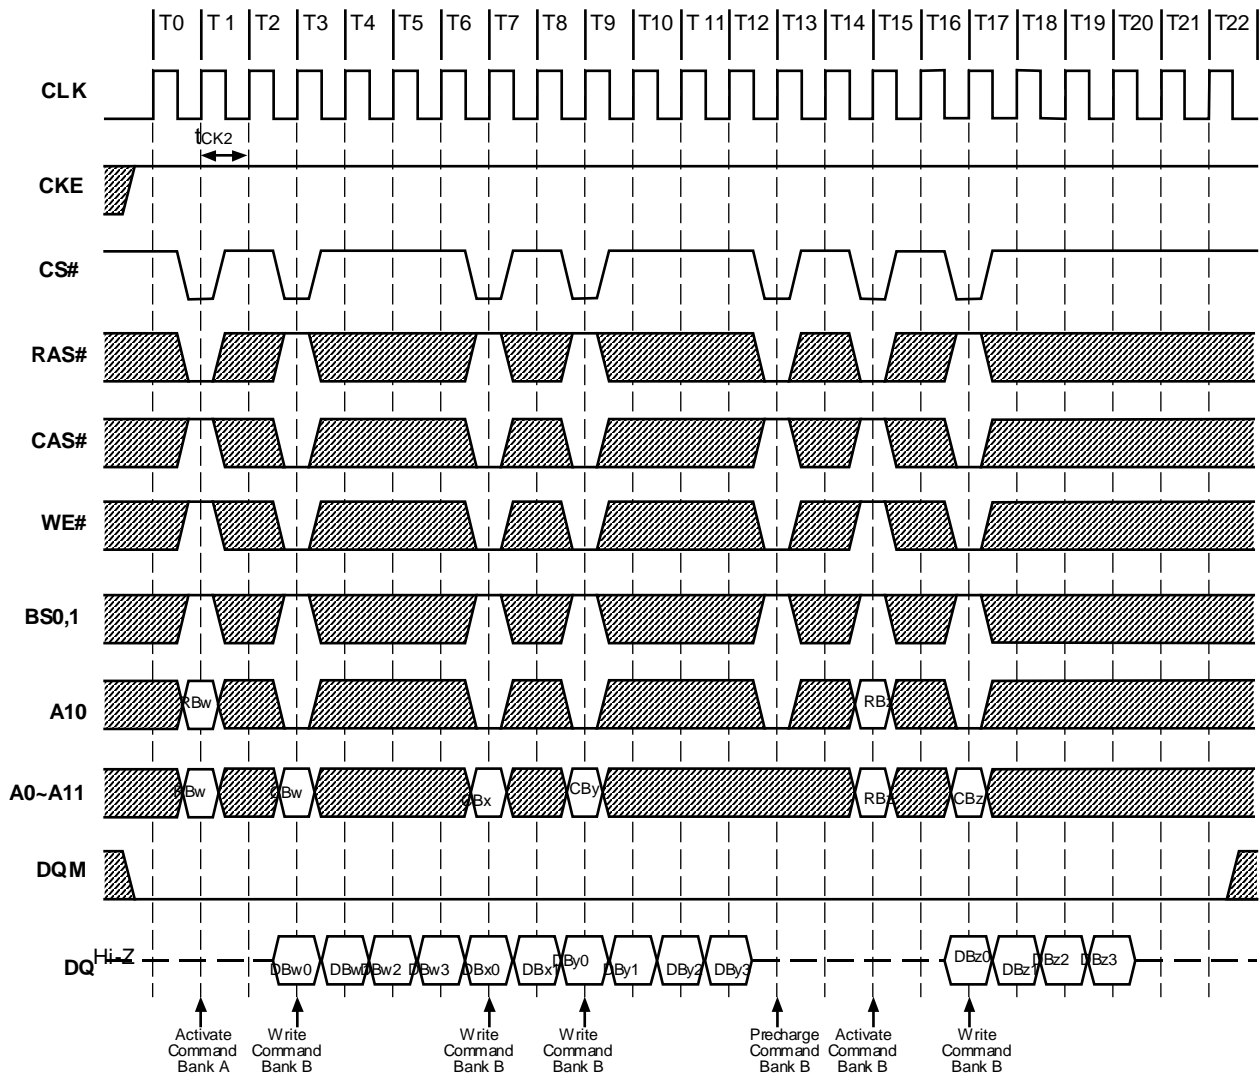 T0 T1 T2 T3 T4 T5 T6 T7 T8 T9 T10 T11 T12 T13 T14 T15 T16 T17 T18 T19 T20 T21 T22
CLK
tCK2
CKE
CS#
RAS#
CAS#
WE#
BS0,1
A10
RBw RBz
A0~A11
RBw CBw CBx CBy RBz CBz
DQM
Hi-Z
DQ
DBw0 DBw1 DBw2 DBw3 DBx0 DBx1 DBy0 DBy1 DBy2 DBy3 DBz0 DBz1 DBz2 DBz3
Activate Command Bank A
Write Command Bank B
Write Command Bank B
Write Command Bank B
Precharge Command Bank B
Activate Command Bank B
Write Command Bank B